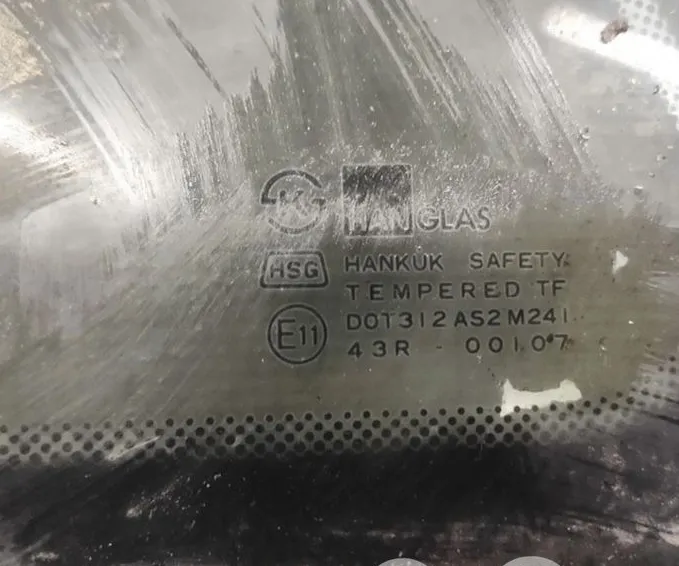 K
HANGLAS
HSG HANKUK SAFETY
TEMPERED TF
E11 DOT312 AS2 M241
43R - 00107